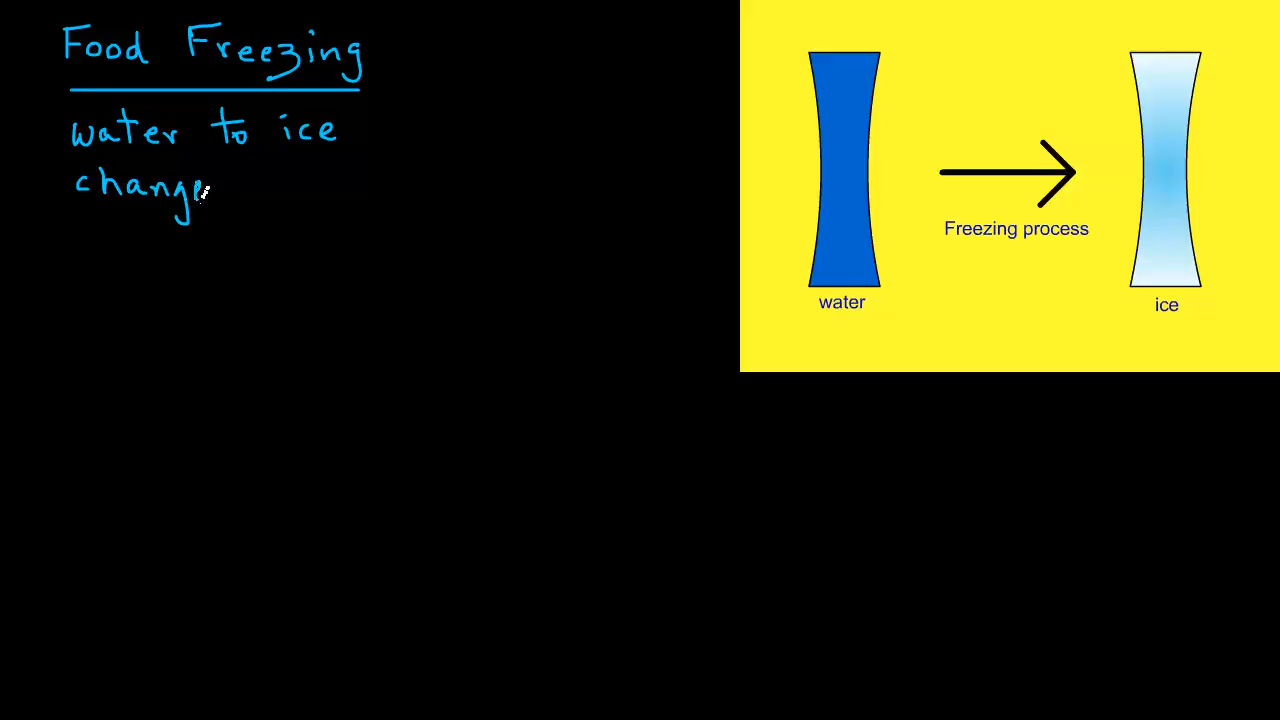 Food Freezing
water to ice
change
Freezing process
water
ice